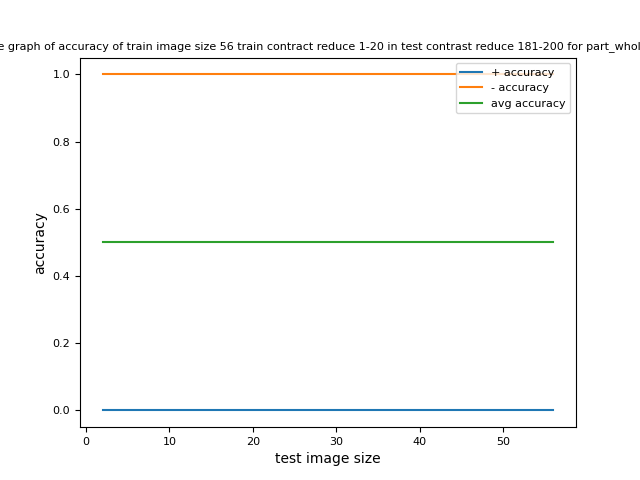 graph of accuracy of train image size 56 train contract reduce 1-20 in test contrast reduce 181-200 for
+ accuracy
- accuracy
avg accuracy
1.0
0.8
0.6
0.4
0.2
0.0
accuracy
0 10 20 30 40 50
test image size